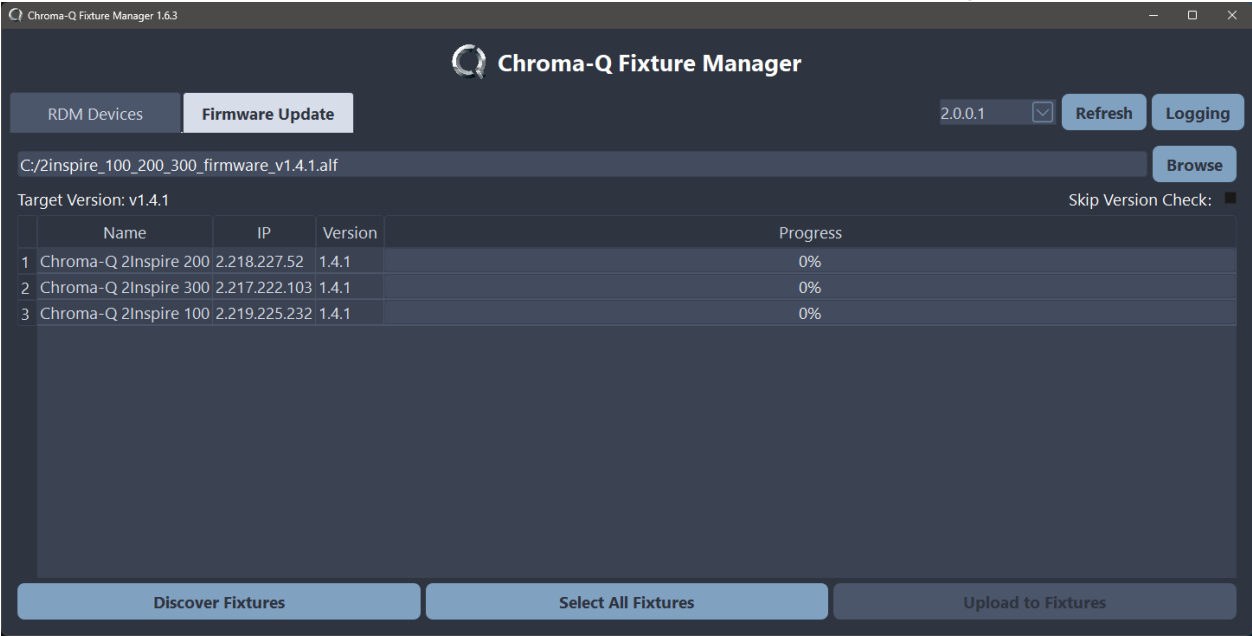 Chroma-Q Fixture Manager 1.6.3
Chroma-Q Fixture Manager
RDM Devices Firmware Update 2.0.0.1 Refresh Logging
C:/2inspire_100_200_300_firmware_v1.4.1.alf Browse
Target Version: v1.4.1 Skip Version Check:
Name IP Version Progress
1 Chroma-Q 2Inspire 200 2.218.227.52 1.4.1 0%
2 Chroma-Q 2Inspire 300 2.217.222.103 1.4.1 0%
3 Chroma-Q 2Inspire 100 2.219.225.232 1.4.1 0%
Discover Fixtures Select All Fixtures Upload to Fixtures